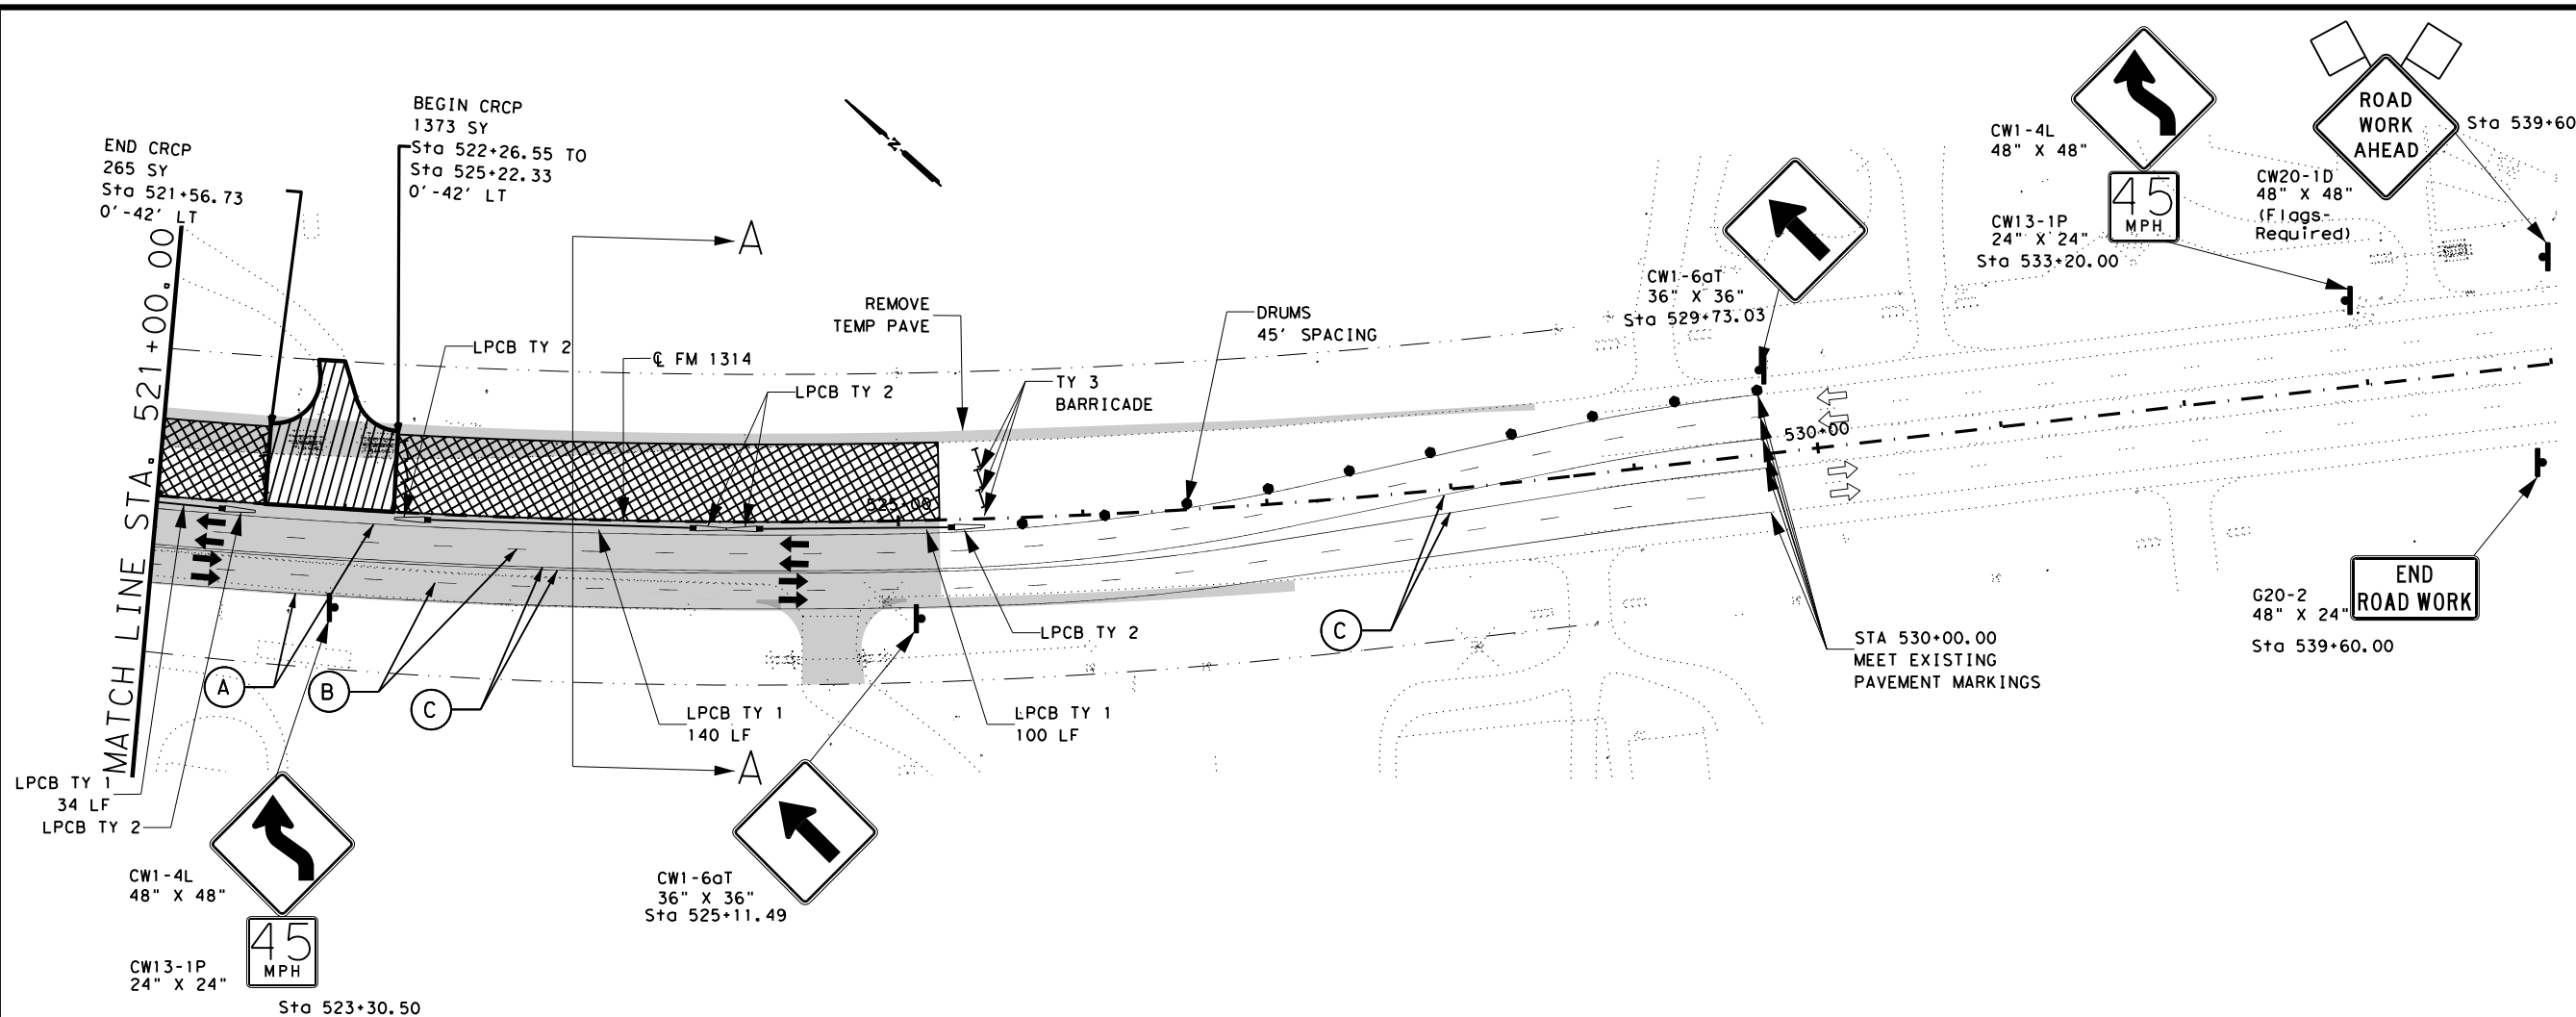 END CRCP
265 SY
Sta 521+56.73
0'-42' LT
BEGIN CRCP
1373 SY
Sta 522+26.55 TO
Sta 525+22.33
0'-42' LT
MATCH LINE STA. 521+00.00
N
A
LPCB TY 2
℄ FM 1314
REMOVE
TEMP PAVE
LPCB TY 2
TY 3
BARRICADE
DRUMS
45' SPACING
CW1-6aT
36" X 36"
Sta 529+73.03
CW1-4L
48" X 48"
45
MPH
CW13-1P
24" X 24"
Sta 533+20.00
ROAD
WORK
AHEAD
Sta 539+60
CW20-1D
48" X 48"
(Flags-
Required)
525+00
530+00
A
B
C
C
LPCB TY 2
LPCB TY 1
140 LF
LPCB TY 1
100 LF
A
STA 530+00.00
MEET EXISTING
PAVEMENT MARKINGS
END
ROAD WORK
G20-2
48" X 24"
Sta 539+60.00
LPCB TY 1
34 LF
LPCB TY 2
CW1-4L
48" X 48"
45
MPH
CW13-1P
24" X 24"
Sta 523+30.50
CW1-6aT
36" X 36"
Sta 525+11.49